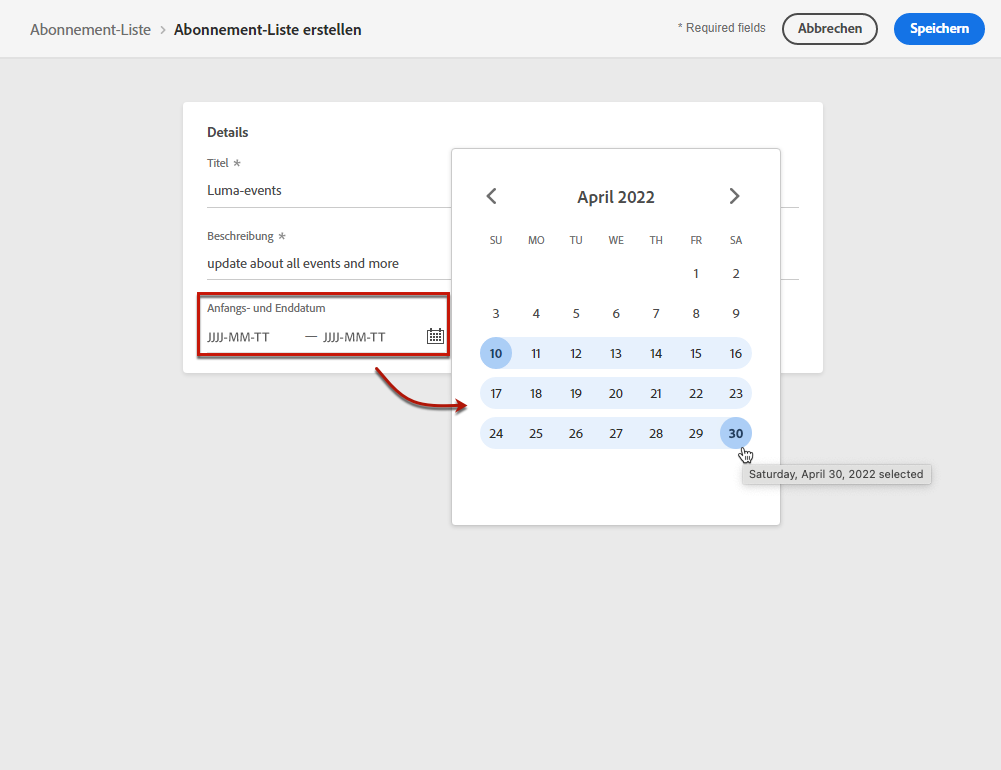 Abonnement-Liste > Abonnement-Liste erstellen
* Required fields
Abbrechen
Speichern
Details
Titel *
Luma-events
Beschreibung *
update about all events and more
Anfangs- und Enddatum
JJJJ-MM-TT — JJJJ-MM-TT
April 2022
SU MO TU WE TH FR SA
1 2
3 4 5 6 7 8 9
10 11 12 13 14 15 16
17 18 19 20 21 22 23
24 25 26 27 28 29 30
Saturday, April 30, 2022 selected